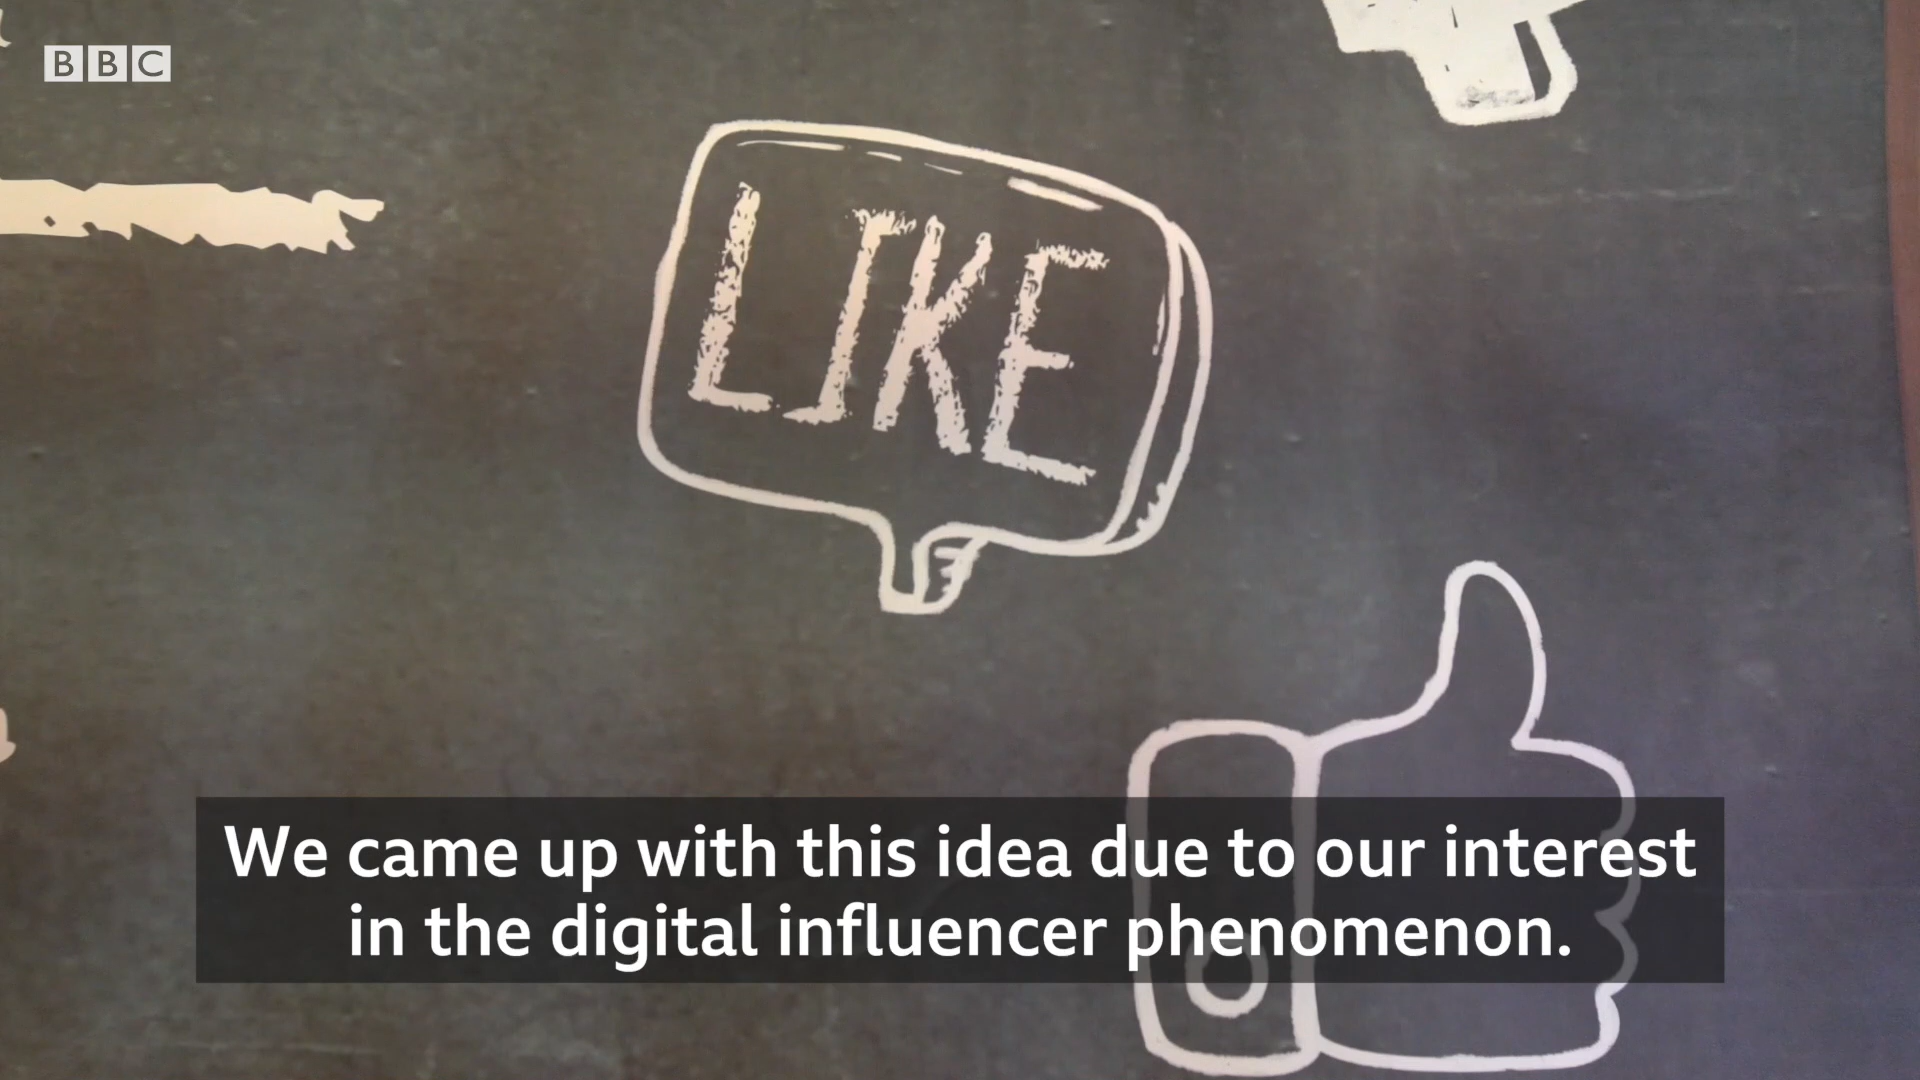 BBC
LIKE
We came up with this idea due to our interest
in the digital influencer phenomenon.